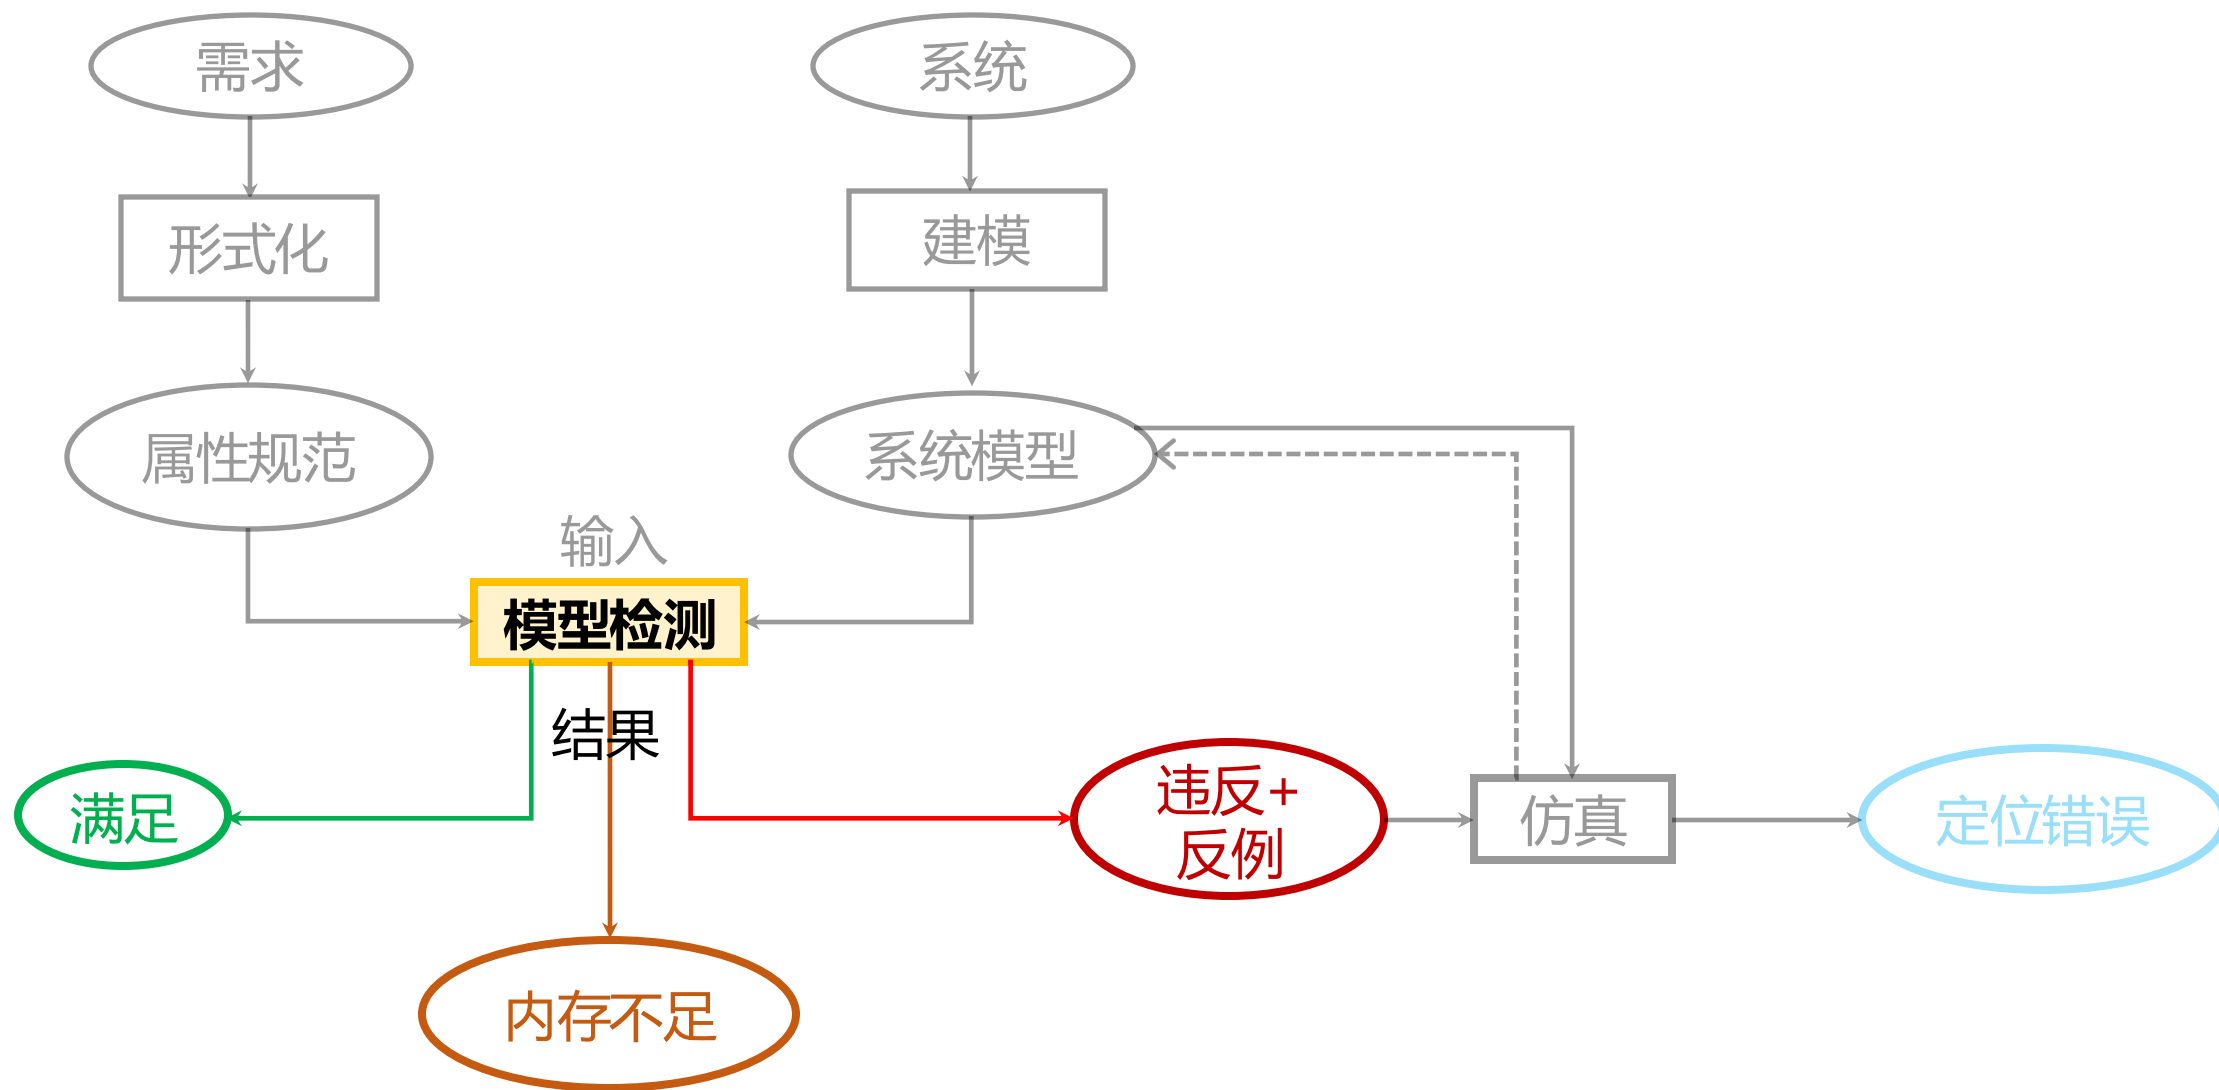 需求
系统
形式化
建模
属性规范
系统模型
输入
模型检测
结果
满足
违反+
反例
仿真
定位错误
内存不足